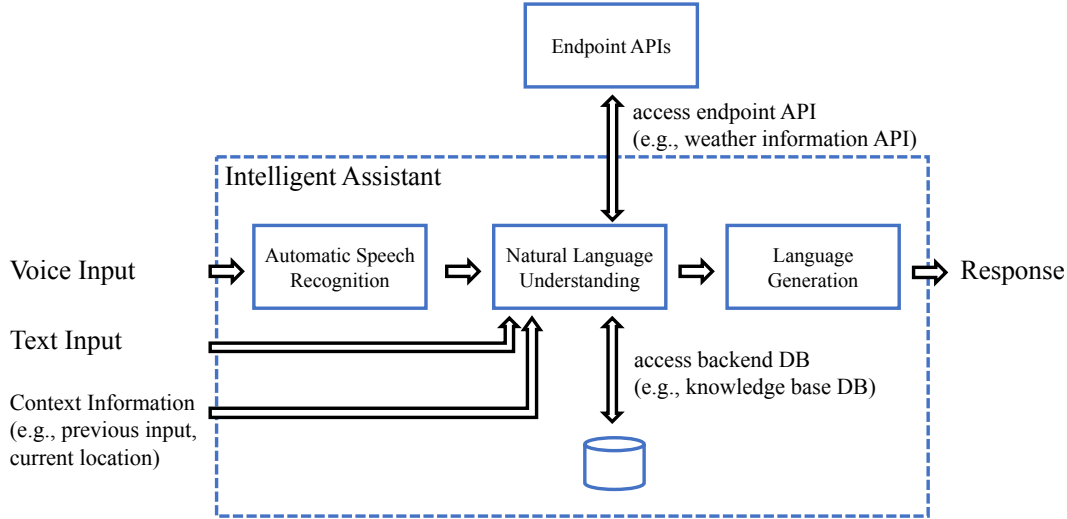 Endpoint APIs
access endpoint API
(e.g., weather information API)
Intelligent Assistant
Voice Input
Automatic Speech
Recognition
Natural Language
Understanding
Language
Generation
Response
Text Input
access backend DB
(e.g., knowledge base DB)
Context Information
(e.g., previous input,
current location)